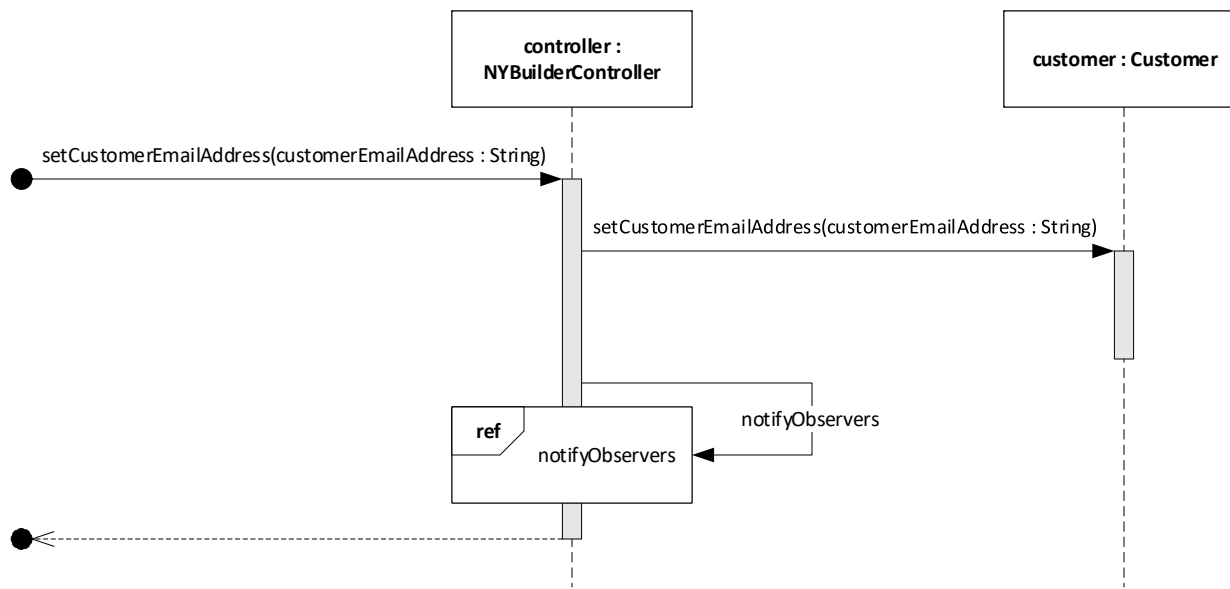 controller :
NYBuilderController
customer : Customer
setCustomerEmailAddress(customerEmailAddress : String)
setCustomerEmailAddress(customerEmailAddress : String)
notifyObservers
ref
notifyObservers